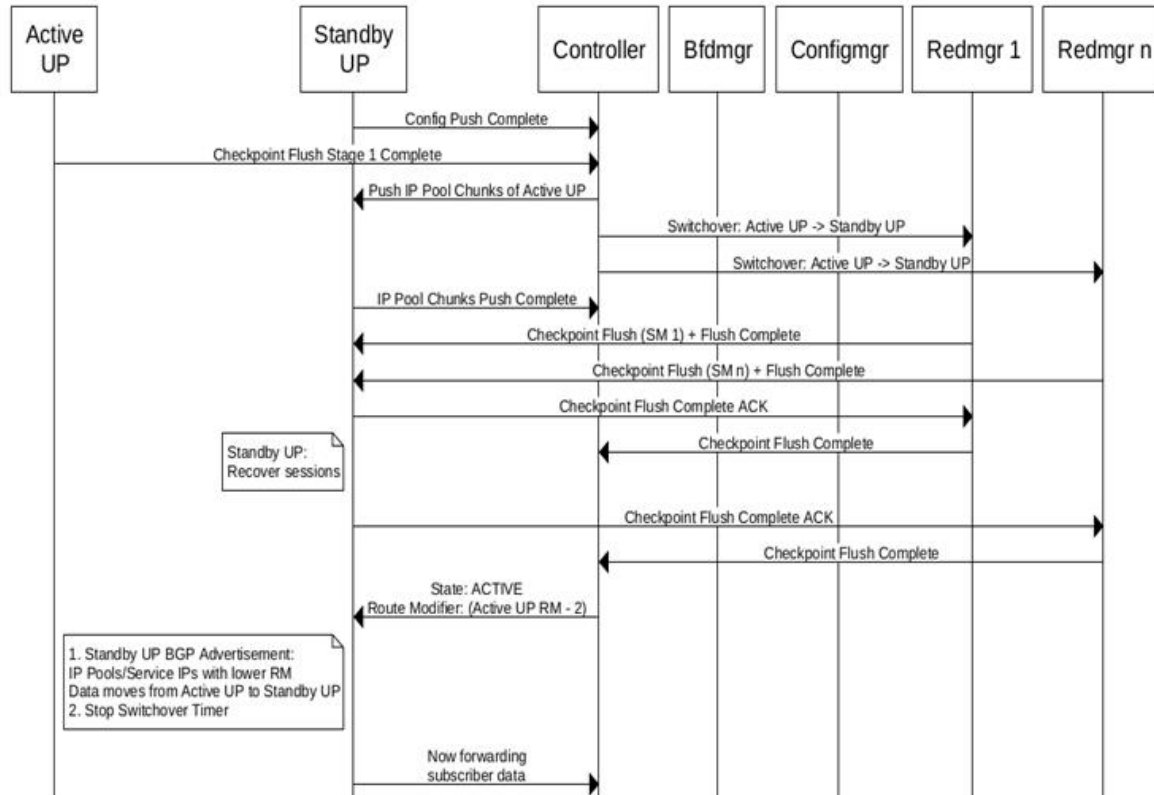 Active
UP
Standby
UP
Controller
Bfdmgr
Configmgr
Redmgr 1
Redmgr n
Config Push Complete
Checkpoint Flush Stage 1 Complete
Push IP Pool Chunks of Active UP
Switchover: Active UP -> Standby UP
Switchover: Active UP -> Standby UP
IP Pool Chunks Push Complete
Checkpoint Flush (SM 1) + Flush Complete
Checkpoint Flush (SM n) + Flush Complete
Checkpoint Flush Complete ACK
Checkpoint Flush Complete
Standby UP:
Recover sessions
Checkpoint Flush Complete ACK
Checkpoint Flush Complete
State: ACTIVE
Route Modifier: (Active UP RM - 2)
1. Standby UP BGP Advertisement:
IP Pools/Service IPs with lower RM
Data moves from Active UP to Standby UP
2. Stop Switchover Timer
Now forwarding
subscriber data